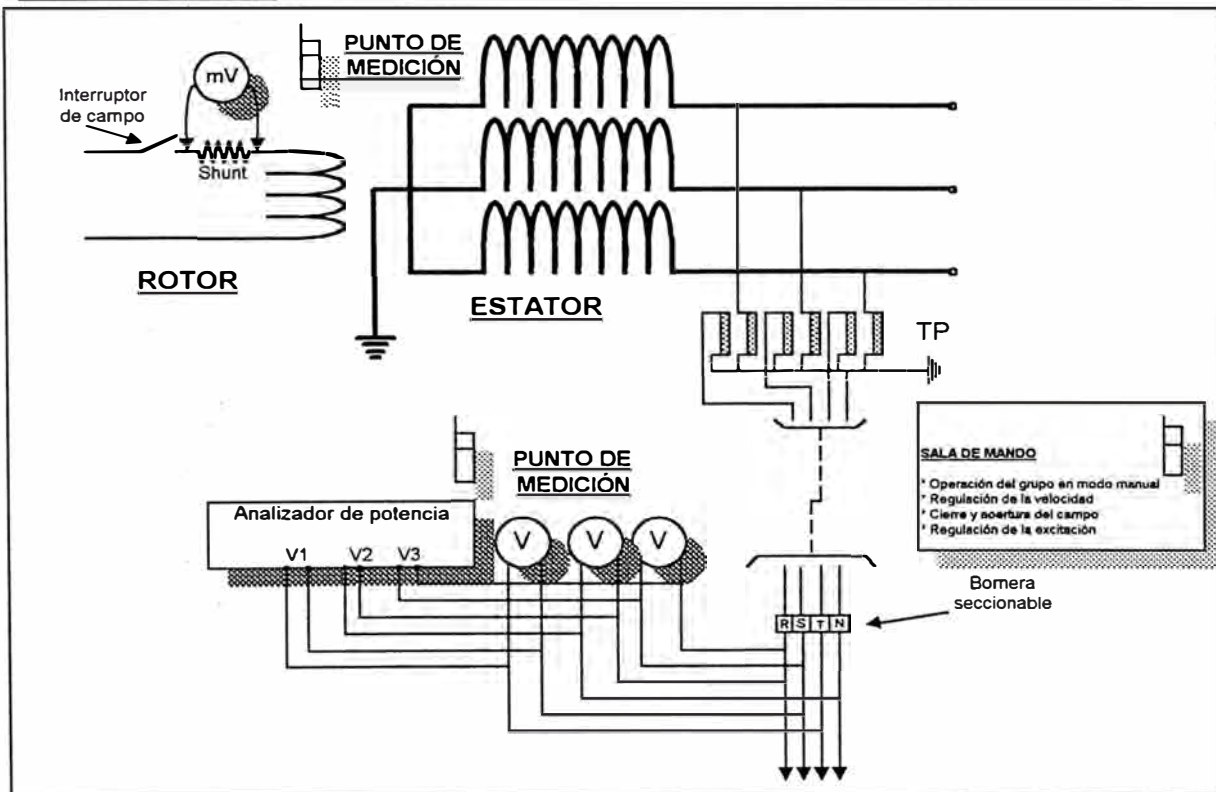 PUNTO DE
MEDICIÓN
mV
Interruptor
de campo
Shunt
ROTOR
ESTATOR
TP
SALA DE MANDO
* Operación del grupo en modo manual
* Regulación de la velocidad
* Cierre y apertura del campo
* Regulación de la excitación
PUNTO DE
MEDICIÓN
Analizador de potencia
V1 V2 V3
V V V
Bornera
seccionable
R S T N